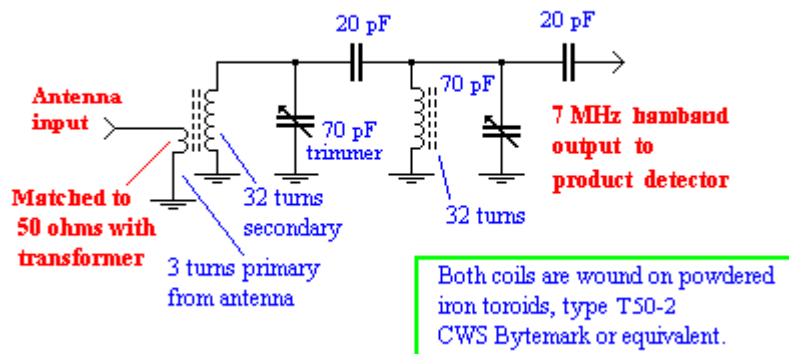 20 pF
20 pF
Antenna
input
70 pF
trimmer
70 pF
7 MHz hamband
output to
product detector
Matched to
50 ohms with
transformer
32 turns
secondary
32 turns
3 turns primary
from antenna
Both coils are wound on powdered
iron toroids, type T50-2
CWS Bytemark or equivalent.